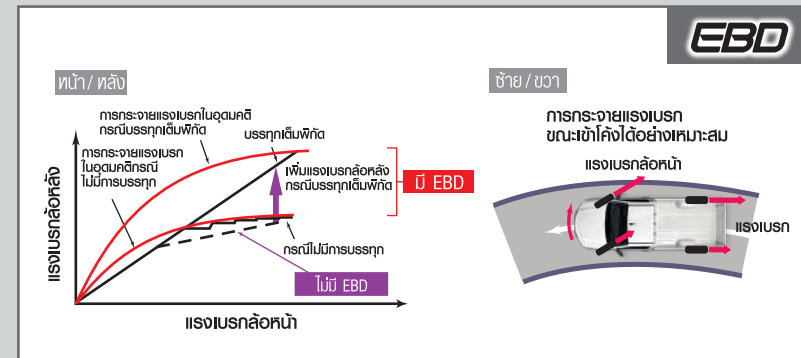 EBD
หน้า / หลัง
การกระจายแรงเบรกในอุดมคติ
กรณีบรรทุกเต็มพิกัด
การกระจายแรงเบรก
ในอุดมคติกรณี
ไม่มีการบรรทุก
บรรทุกเต็มพิกัด
เพิ่มแรงเบรกล้อหลัง
กรณีบรรทุกเต็มพิกัด
มี EBD
กรณีไม่มีการบรรทุก
ไม่มี EBD
แรงเบรกล้อหลัง
แรงเบรกล้อหน้า
ซ้าย / ขวา
การกระจายแรงเบรก
ขณะเข้าโค้งได้อย่างเหมาะสม
แรงเบรกล้อหน้า
แรงเบรก